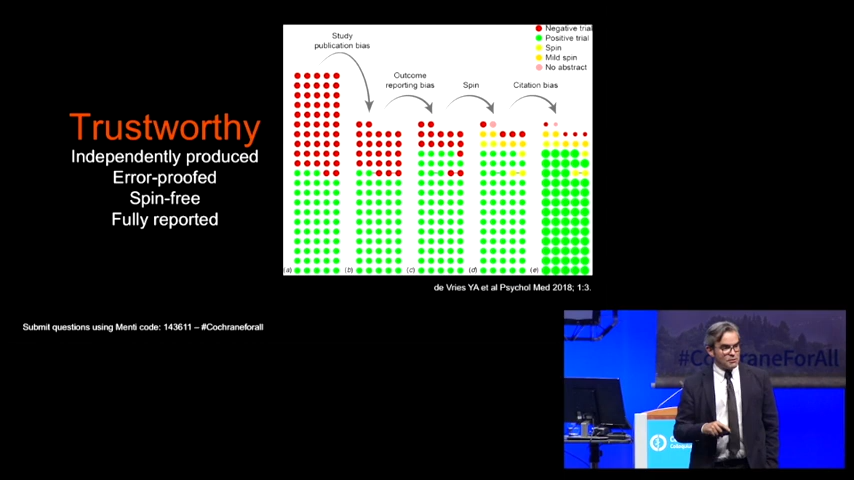 Trustworthy
Independently produced
Error-proofed
Spin-free
Fully reported
Study
publication bias
Outcome
reporting bias
Spin
Citation bias
Negative trial
Positive trial
Spin
Mild spin
No abstract
(a)
(b)
(c)
(d)
(e)
de Vries YA et al Psychol Med 2018; 1:3.
Submit questions using Menti code: 143611 – #Cochraneforall
#CochraneForAll